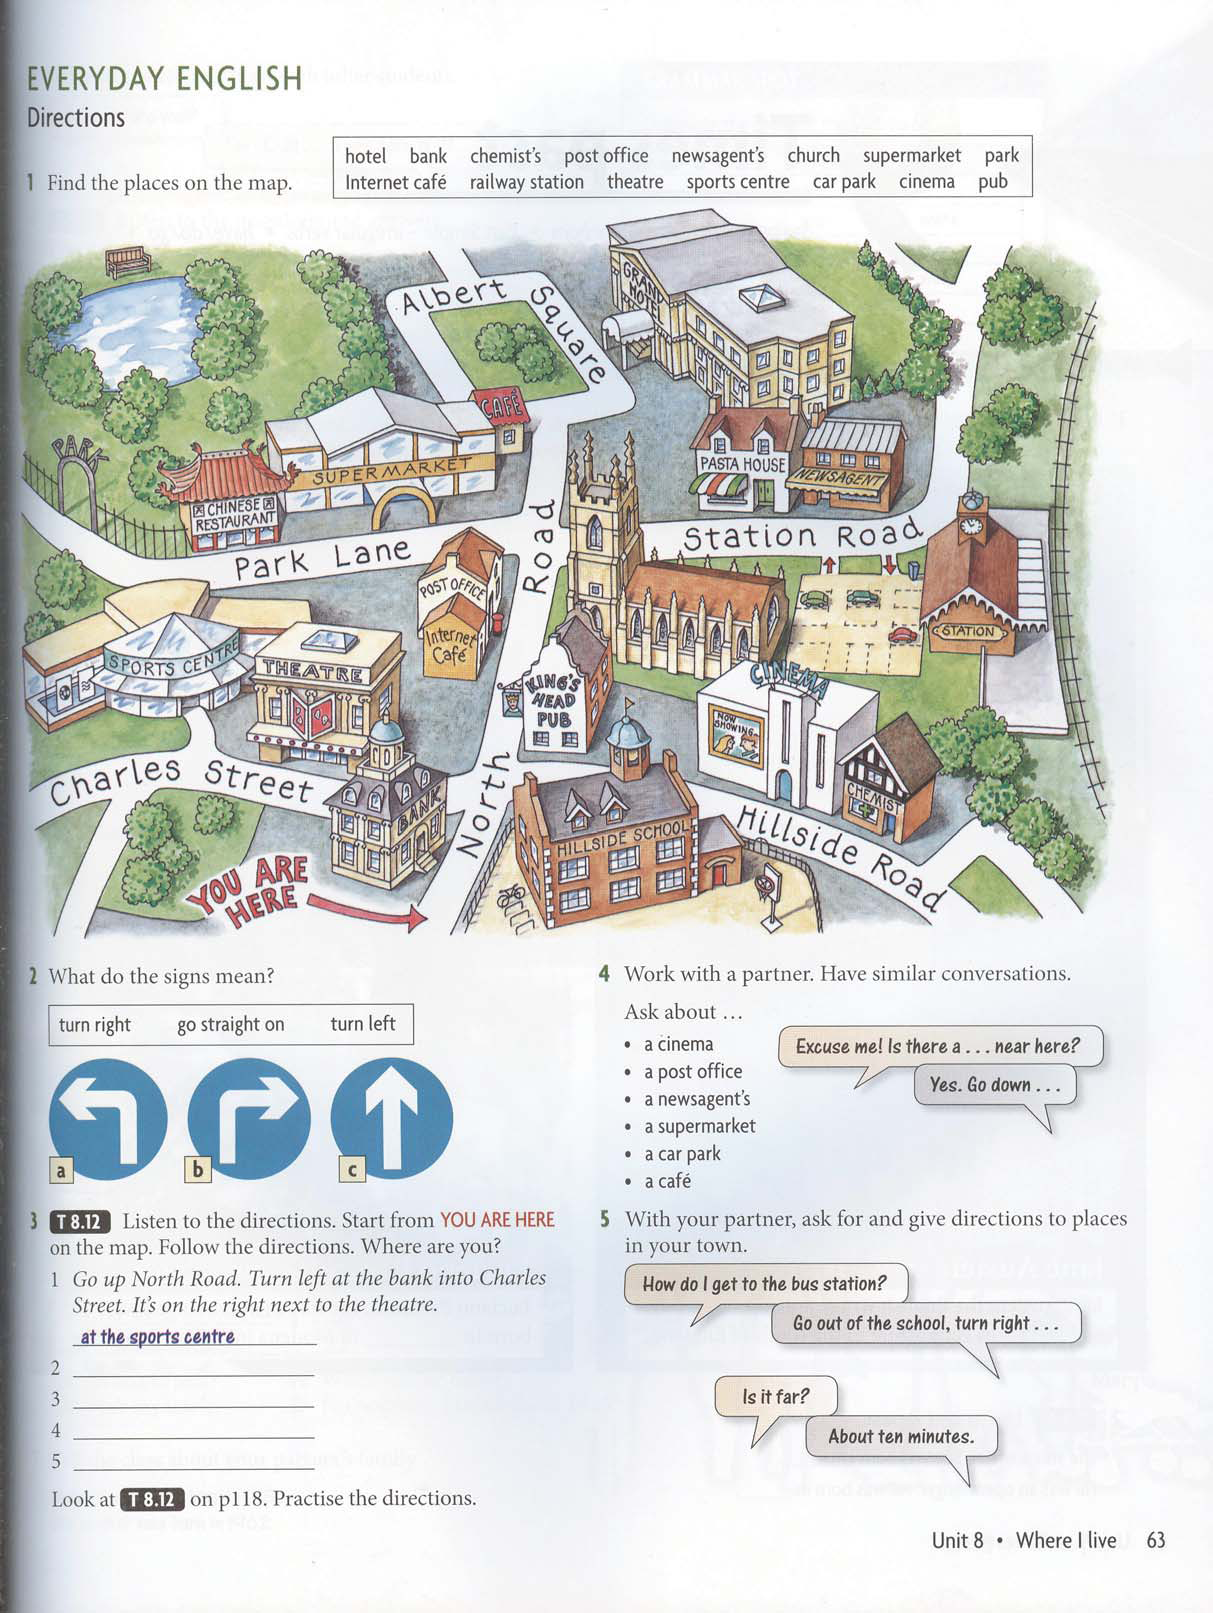 EVERYDAY ENGLISH
Directions
1 Find the places on the map.
hotel bank chemist's post office newsagent's church supermarket park
Internet café railway station theatre sports centre car park cinema pub
Albert Square
GRAND HOTEL
CAFÉ
PARK
SUPERMARKET
CHINESE
RESTAURANT
PASTA HOUSE
NEWSAGENT
Park Lane
Station Road
North Road
POST OFFICE
Internet
Café
STATION
SPORTS CENTRE
THEATRE
KING'S
HEAD
PUB
CINEMA
NOW
SHOWING
CHEMIST
Charles Street
BANK
HILLSIDE SCHOOL
Hillside Road
YOU ARE
HERE
2 What do the signs mean?
turn right go straight on turn left
a b c
3 T 8.12 Listen to the directions. Start from YOU ARE HERE
on the map. Follow the directions. Where are you?
1 Go up North Road. Turn left at the bank into Charles
Street. It's on the right next to the theatre.
at the sports centre
2
3
4
5
Look at T 8.12 on p118. Practise the directions.
4 Work with a partner. Have similar conversations.
Ask about ...
• a cinema
• a post office
• a newsagent's
• a supermarket
• a car park
• a café
Excuse me! Is there a . . . near here?
Yes. Go down . . .
5 With your partner, ask for and give directions to places
in your town.
How do I get to the bus station?
Go out of the school, turn right . . .
Is it far?
About ten minutes.
Unit 8 • Where I live 63